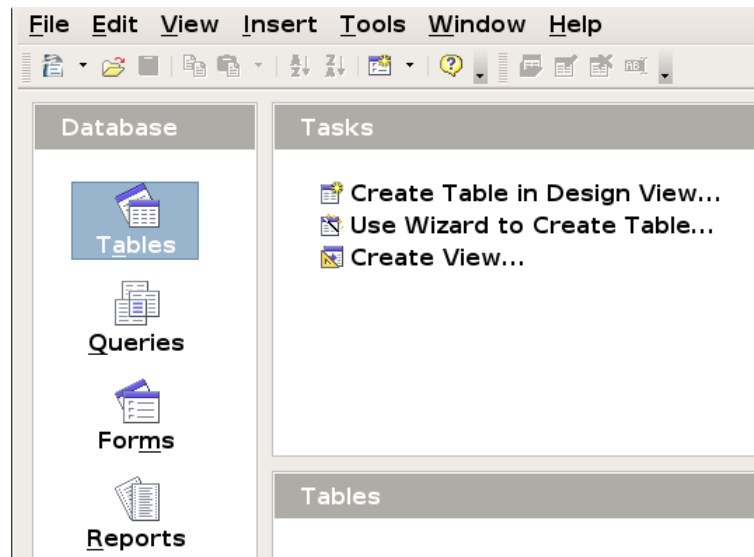 File Edit View Insert Tools Window Help
Database
Tables
Queries
Forms
Reports
Tasks
Create Table in Design View...
Use Wizard to Create Table...
Create View...
Tables